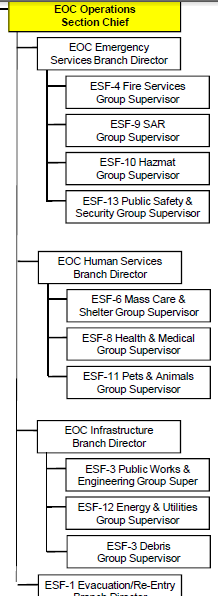 EOC Operations
Section Chief
EOC Emergency
Services Branch Director
ESF-4 Fire Services
Group Supervisor
ESF-9 SAR
Group Supervisor
ESF-10 Hazmat
Group Supervisor
ESF-13 Public Safety &
Security Group Supervisor
EOC Human Services
Branch Director
ESF-6 Mass Care &
Shelter Group Supervisor
ESF-8 Health & Medical
Group Supervisor
ESF-11 Pets & Animals
Group Supervisor
EOC Infrastructure
Branch Director
ESF-3 Public Works &
Engineering Group Super
ESF-12 Energy & Utilities
Group Supervisor
ESF-3 Debris
Group Supervisor
ESF-1 Evacuation/Re-Entry
Branch Director